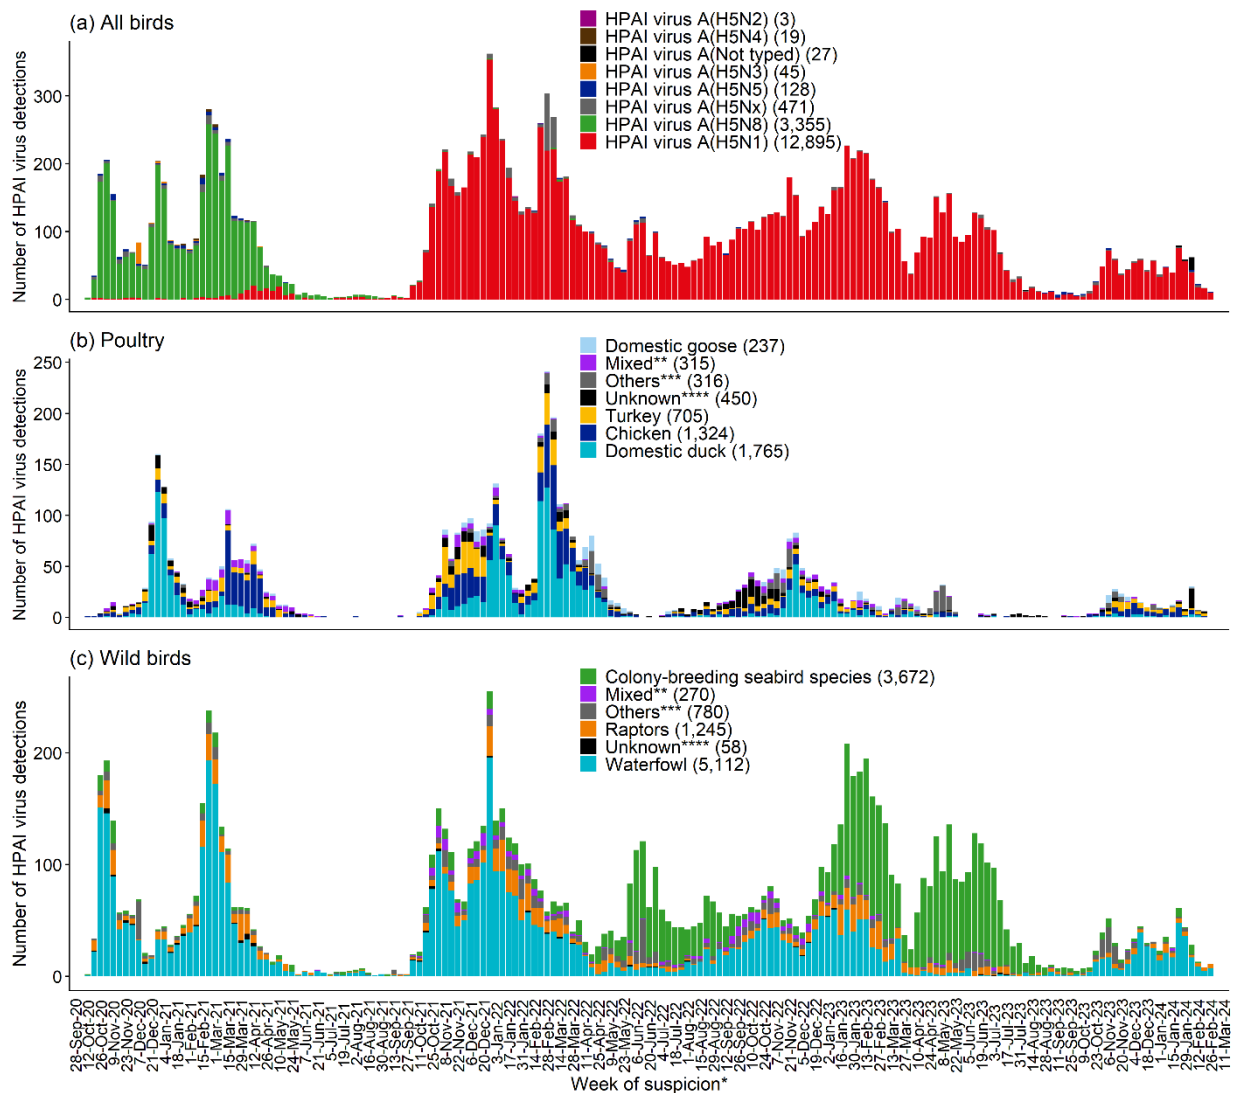 (a) All birds
HPAI virus A(H5N2) (3)
HPAI virus A(H5N4) (19)
HPAI virus A(Not typed) (27)
HPAI virus A(H5N3) (45)
HPAI virus A(H5N5) (128)
HPAI virus A(H5Nx) (471)
HPAI virus A(H5N8) (3,355)
HPAI virus A(H5N1) (12,895)
Number of HPAI virus detections
300
200
100
0
(b) Poultry
Domestic goose (237)
Mixed** (315)
Others*** (316)
Unknown**** (450)
Turkey (705)
Chicken (1,324)
Domestic duck (1,765)
Number of HPAI virus detections
250
200
150
100
50
0
(c) Wild birds
Colony-breeding seabird species (3,672)
Mixed** (270)
Others*** (780)
Raptors (1,245)
Unknown**** (58)
Waterfowl (5,112)
Number of HPAI virus detections
200
100
0
28-Sep-20
12-Oct-20
26-Oct-20
9-Nov-20
23-Nov-20
7-Dec-20
21-Dec-20
4-Jan-21
18-Jan-21
1-Feb-21
15-Feb-21
1-Mar-21
15-Mar-21
29-Mar-21
12-Apr-21
26-Apr-21
10-May-21
24-May-21
7-Jun-21
21-Jun-21
5-Jul-21
19-Jul-21
2-Aug-21
16-Aug-21
30-Aug-21
13-Sep-21
27-Sep-21
11-Oct-21
25-Oct-21
8-Nov-21
22-Nov-21
6-Dec-21
20-Dec-21
3-Jan-22
17-Jan-22
31-Jan-22
14-Feb-22
28-Feb-22
14-Mar-22
28-Mar-22
11-Apr-22
25-Apr-22
9-May-22
23-May-22
6-Jun-22
20-Jun-22
4-Jul-22
18-Jul-22
1-Aug-22
15-Aug-22
29-Aug-22
12-Sep-22
26-Sep-22
10-Oct-22
24-Oct-22
7-Nov-22
21-Nov-22
5-Dec-22
19-Dec-22
2-Jan-23
16-Jan-23
30-Jan-23
13-Feb-23
27-Feb-23
13-Mar-23
27-Mar-23
10-Apr-23
24-Apr-23
8-May-23
22-May-23
5-Jun-23
19-Jun-23
3-Jul-23
17-Jul-23
31-Jul-23
14-Aug-23
28-Aug-23
11-Sep-23
25-Sep-23
9-Oct-23
23-Oct-23
6-Nov-23
20-Nov-23
4-Dec-23
18-Dec-23
1-Jan-24
15-Jan-24
29-Jan-24
12-Feb-24
26-Feb-24
11-Mar-24
Week of suspicion*